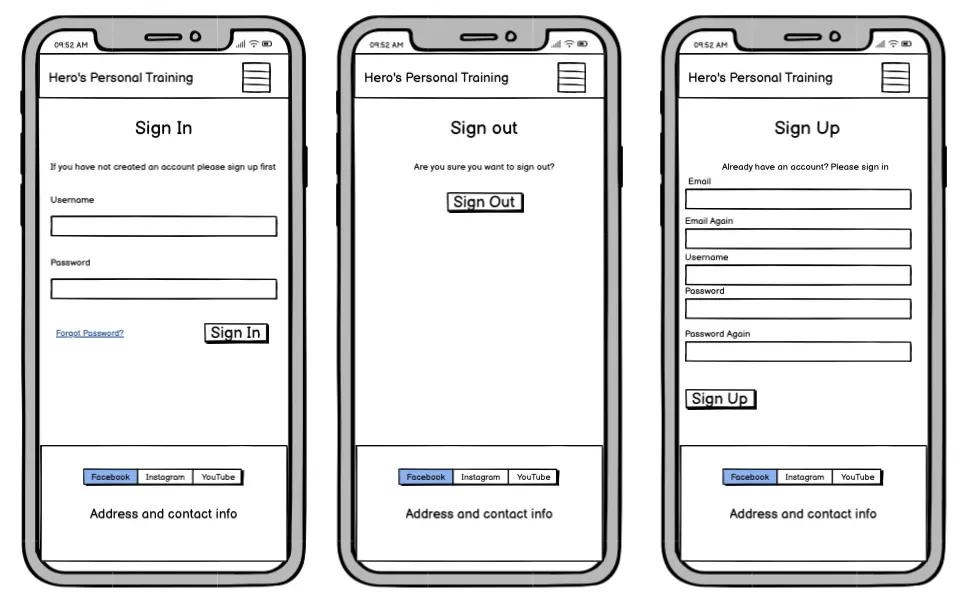 09:52 AM
Hero's Personal Training
Sign In
If you have not created an account please sign up first
Username
Password
Forgot Password?
Sign In
Facebook Instagram YouTube
Address and contact info
09:52 AM
Hero's Personal Training
Sign out
Are you sure you want to sign out?
Sign Out
Facebook Instagram YouTube
Address and contact info
09:52 AM
Hero's Personal Training
Sign Up
Already have an account? Please sign in
Email
Email Again
Username
Password
Password Again
Sign Up
Facebook Instagram YouTube
Address and contact info